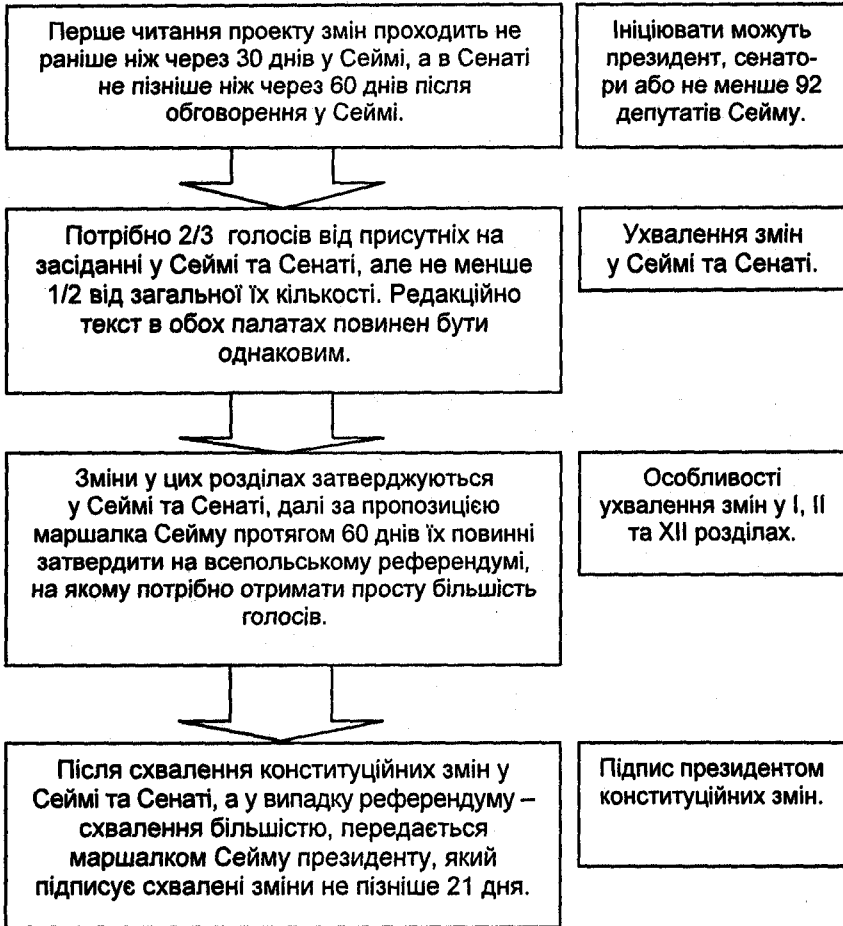 Перше читання проекту змін проходить не
раніше ніж через 30 днів у Сеймі, а в Сенаті
не пізніше ніж через 60 днів після
обговорення у Сеймі.
Ініціювати можуть
президент, сенато-
ри або не менше 92
депутатів Сейму.
Потрібно 2/3 голосів від присутніх на
засіданні у Сеймі та Сенаті, але не менше
1/2 від загальної їх кількості. Редакційно
текст в обох палатах повинен бути
однаковим.
Ухвалення змін
у Сеймі та Сенаті.
Зміни у цих розділах затверджуються
у Сеймі та Сенаті, далі за пропозицією
маршалка Сейму протягом 60 днів їх повинні
затвердити на всепольському референдумі,
на якому потрібно отримати просту більшість
голосів.
Особливості
ухвалення змін у I, II
та XII розділах.
Після схвалення конституційних змін у
Сеймі та Сенаті, а у випадку референдуму –
схвалення більшістю, передається
маршалком Сейму президенту, який
підписує схвалені зміни не пізніше 21 дня.
Підпис президентом
конституційних змін.